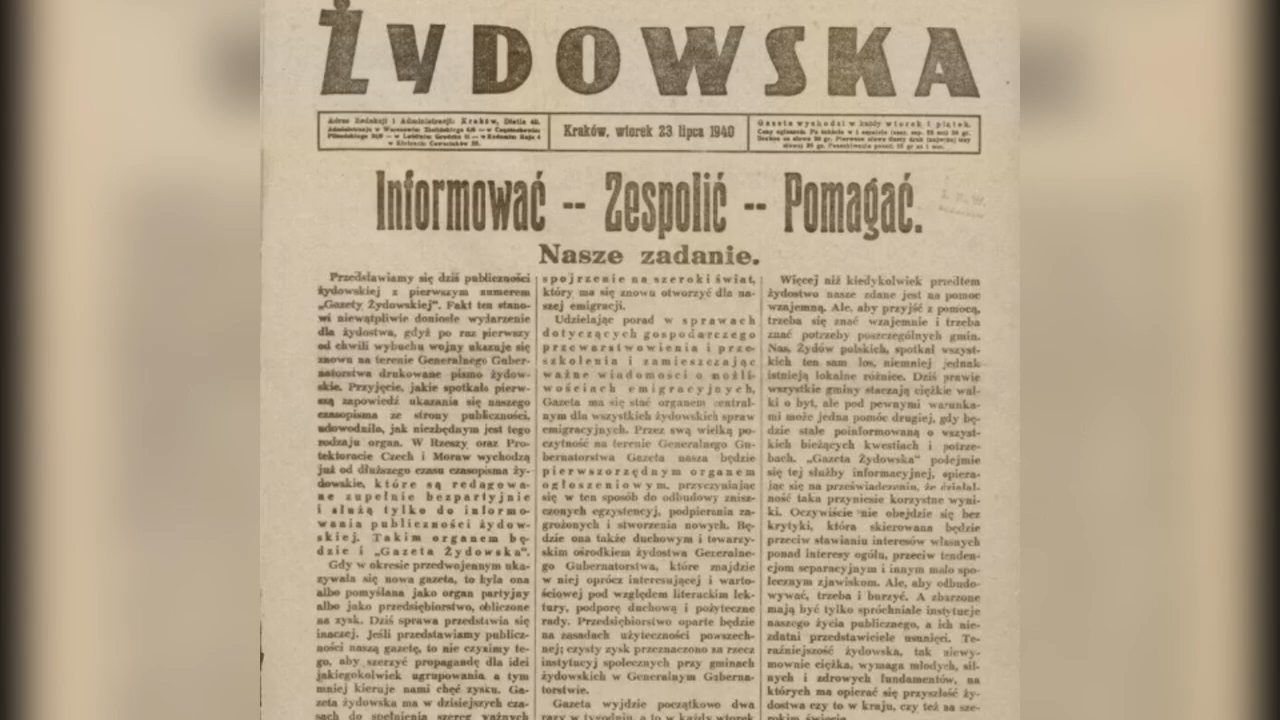 ŻYDOWSKA
Adres Redakcji i Administracji: Kraków, Dietla 49.
Kraków, wtorek 23 lipca 1940
Gazeta wychodzi w każdy wtorek i piątek.
Informować -- Zespolić -- Pomagać.
Nasze zadanie.
Przedstawiamy się dziś publiczności
żydowskiej z pierwszym numerem
„Gazety Żydowskiej”. Fakt ten stano-
wi niewątpliwie doniosłe wydarzenie
dla żydostwa, gdyż po raz pierwszy
od chwili wybuchu wojny ukazuje się
znowu na terenie Generalnego Guber-
natorstwa drukowane pismo żydow-
skie. Przyjęcie, jakie spotkało pierw-
szą zapowiedź ukazania się naszego
czasopisma ze strony publiczności,
udowodniło, jak niezbędnym jest tego
rodzaju organ. W Rzeszy oraz Pro-
tektoracie Czech i Moraw wychodzą
już od dłuższego czasu czasopisma ży-
dowskie, które są redagowa-
ne zupełnie bezpartyjnie
i służą tylko do informo-
wania publiczności żydow-
skiej. Takim organem bę-
dzie i „Gazeta Żydowska”.
Gdy w okresie przedwojennym uka-
zywała się nowa gazeta, to była ona
albo pomyślana jako organ partyjny
albo jako przedsiębiorstwo, obliczone
na zysk. Dziś sprawa przedstawia się
inaczej. Jeśli przedstawiamy publicz-
ności naszą gazetę, to nie czynimy te-
go, aby szerzyć propagandę dla idei
jakiegokolwiek ugrupowania a tym
mniej kieruje nami chęć zysku. Ga-
zeta żydowska ma w dzisiejszych cza-
sach do spełnienia szereg ważnych
spojrzenie na szeroki świat,
który ma się znowu otworzyć dla na-
szej emigracji.
Udzielając porad w sprawach
dotyczących gospodarczego
przewarstwowienia i prze-
szkolenia i zamieszczając
ważne wiadomości o możli-
wościach emigracyjnych,
Gazeta ma się stać organem central-
nym dla wszystkich żydowskich spraw
emigracyjnych. Przez swą wielką po-
czytność na terenie Generalnego Gu-
bernatorstwa Gazeta nasza będzie
pierwszorzędnym organem
ogłoszeniowym, przyczyniając
się w ten sposób do odbudowy znisz-
czonych egzystencyj, podpierania za-
grożonych i stworzenia nowych. Bę-
dzie ona także duchowym i towarzy-
skim ośrodkiem żydostwa Generalne-
go Gubernatorstwa, które znajdzie
w niej oprócz interesującej i warto-
ściowej pod względem literackim lek-
tury, podporę duchową i pożyteczne
rady. Przedsiębiorstwo oparte będzie
na zasadach użyteczności powszech-
nej; czysty zysk przeznaczono na rzecz
instytucyj społecznych przy gminach
żydowskich w Generalnym Guberna-
torstwie.
Gazeta wyjdzie początkowo dwa
razy w tygodniu, a to w każdy wtorek
Więcej niż kiedykolwiek przedtem
żydostwo nasze zdane jest na pomoc
wzajemną. Ale, aby przyjść z pomocą,
trzeba się znać wzajemnie i trzeba
znać potrzeby poszczególnych gmin.
Nas, Żydów polskich, spotkał wszyst-
kich ten sam los, niemniej jednak
istnieją lokalne różnice. Dziś prawie
wszystkie gminy staczają ciężkie wal-
ki o byt, ale pod pewnymi warunka-
mi może jedna pomóc drugiej, gdy bę-
dzie stale poinformowaną o wszyst-
kich bieżących kwestiach i potrze-
bach. „Gazeta Żydowska” podejmie
się tej służby informacyjnej, opiera-
jąc się na przeświadczeniu, że działal-
ność taka przyniesie korzystne wyni-
ki. Oczywiście nie obejdzie się bez
krytyki, która skierowana będzie
przeciw stawianiu interesów własnych
ponad interesy ogółu, przeciw tenden-
cjom separacyjnym i innym mało spo-
łecznym zjawiskom. Ale, aby odbudo-
wywać, trzeba i burzyć. A zburzone
mają być tylko spróchniałe instytucje
naszego życia publicznego, a ich nie-
zdatni przedstawiciele usunięci. Te-
raźniejszość żydowska, tak niewy-
mownie ciężka, wymaga młodych, sil-
nych i zdrowych fundamentów, na
których ma opierać się przyszłość ży-
dostwa czy to w kraju, czy też na sze-
rokim świecie.